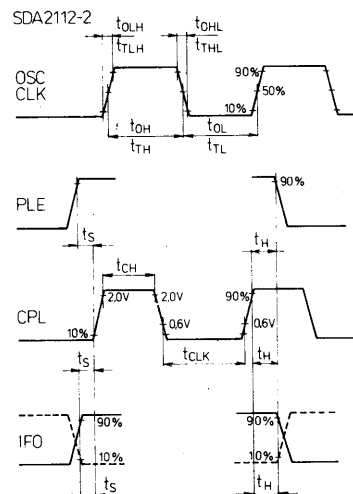 SDA2112-2
tOLH tOHL
tTLH tTHL
OSC
CLK
90%
50%
10%
tOH tOL
tTH tTL
PLE
90%
tS tH
tCH
CPL
2,0V 2,0V 90%
10% 0,6V 0,6V
tCLK tH
tS
IFO
90% 90%
10% 10%
tS tH